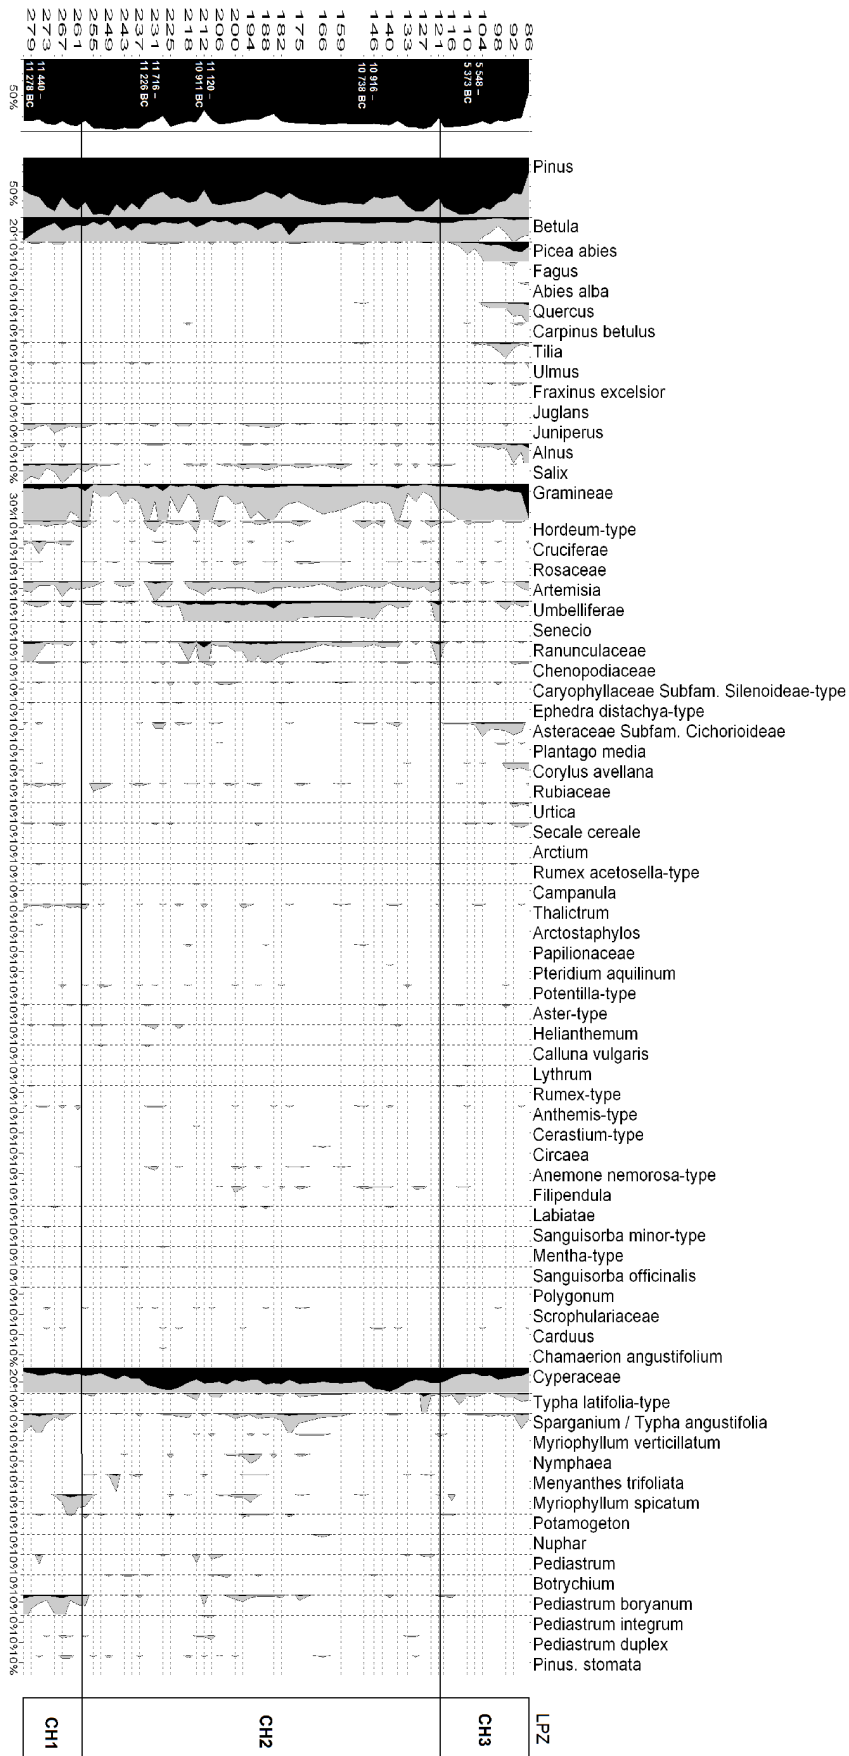 279 273 267 261 255 249 243 237 231 225 218 212 206 200 194 188 182 175 166 159 146 140 133 127 121 116 110 104 98 92 86
11 440 –
11 278 BC
11 716 –
11 226 BC
11 120 –
10 911 BC
10 916 –
10 738 BC
5 548 –
5 373 BC
50%
50%
Pinus
Betula
Picea abies
Fagus
Abies alba
Quercus
Carpinus betulus
Tilia
Ulmus
Fraxinus excelsior
Juglans
Juniperus
Alnus
Salix
Gramineae
Hordeum-type
Cruciferae
Rosaceae
Artemisia
Umbelliferae
Senecio
Ranunculaceae
Chenopodiaceae
Caryophyllaceae Subfam. Silenoideae-type
Ephedra distachya-type
Asteraceae Subfam. Cichorioideae
Plantago media
Corylus avellana
Rubiaceae
Urtica
Secale cereale
Arctium
Rumex acetosella-type
Campanula
Thalictrum
Arctostaphylos
Papilionaceae
Pteridium aquilinum
Potentilla-type
Aster-type
Helianthemum
Calluna vulgaris
Lythrum
Rumex-type
Anthemis-type
Cerastium-type
Circaea
Anemone nemorosa-type
Filipendula
Labiatae
Sanguisorba minor-type
Mentha-type
Sanguisorba officinalis
Polygonum
Scrophulariaceae
Carduus
Chamaerion angustifolium
Cyperaceae
Typha latifolia-type
Sparganium / Typha angustifolia
Myriophyllum verticillatum
Nymphaea
Menyanthes trifoliata
Myriophyllum spicatum
Potamogeton
Nuphar
Pediastrum
Botrychium
Pediastrum boryanum
Pediastrum integrum
Pediastrum duplex
Pinus. stomata
LPZ
CH1
CH2
CH3